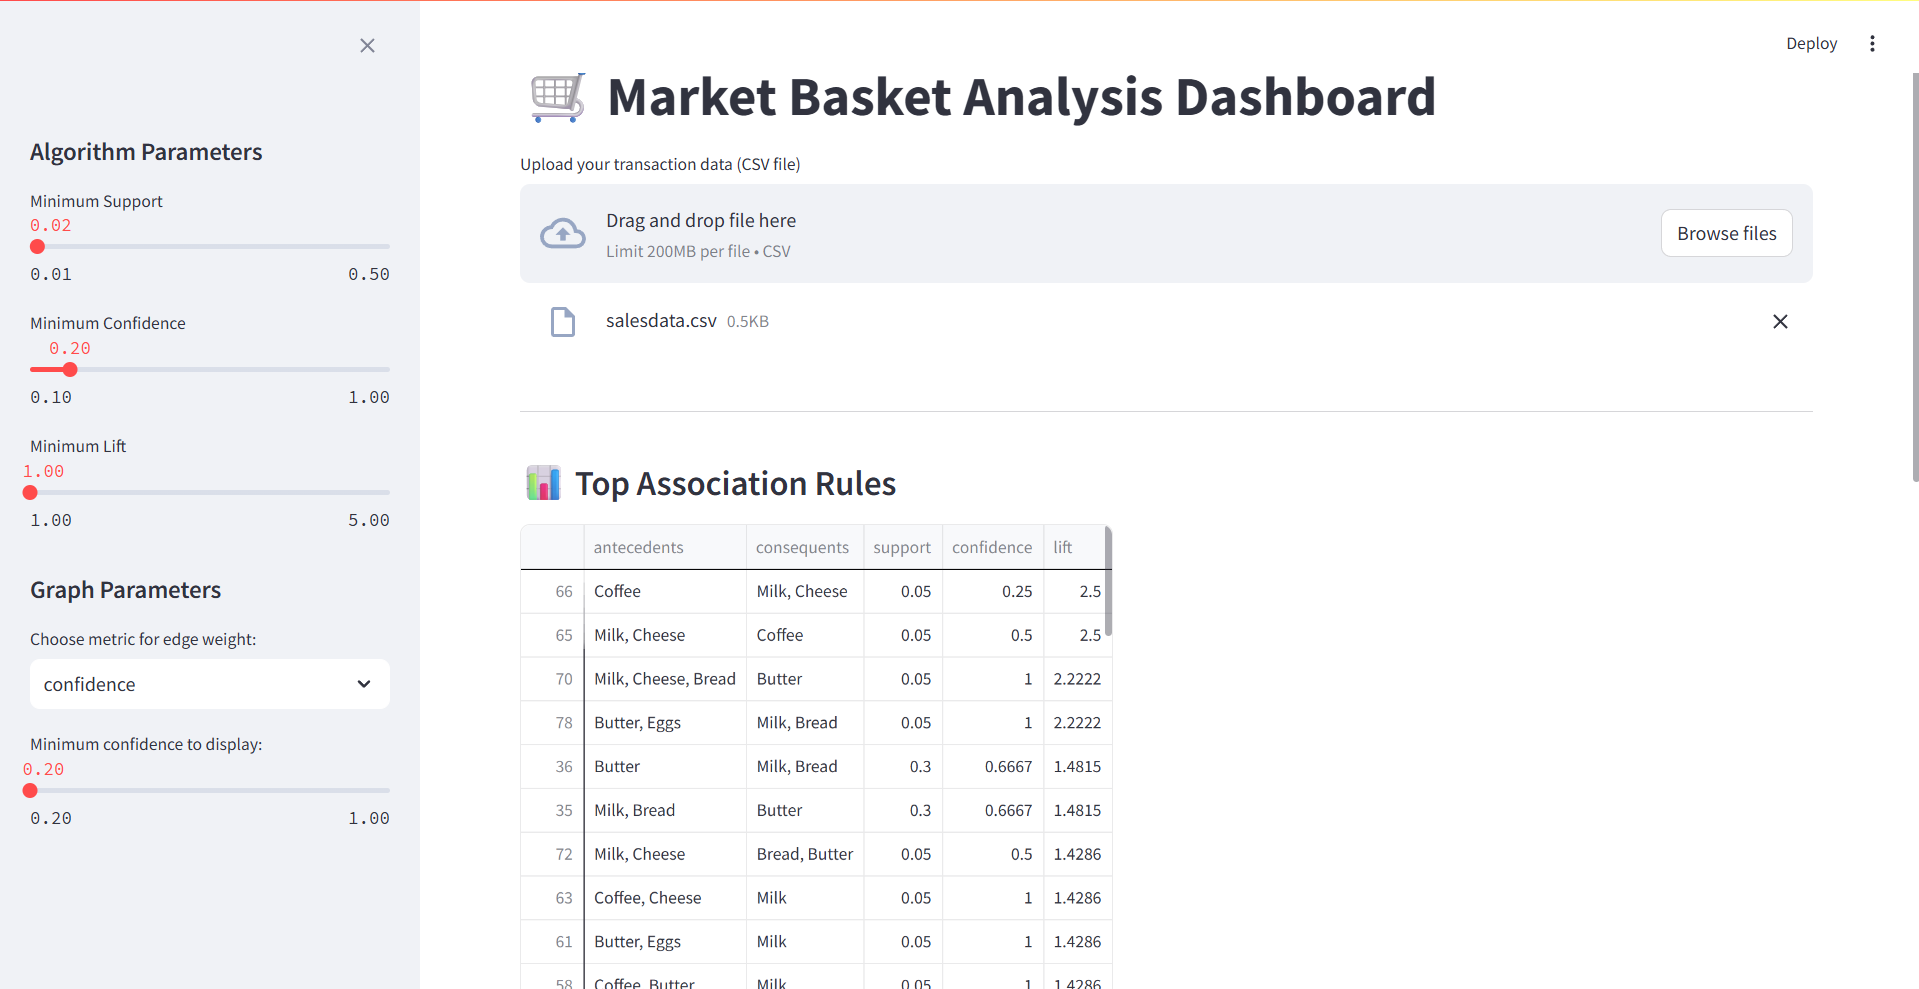 Deploy
Market Basket Analysis Dashboard
Upload your transaction data (CSV file)
Drag and drop file here
Limit 200MB per file • CSV
Browse files
salesdata.csv 0.5KB
Algorithm Parameters
Minimum Support
0.02
0.01 0.50
Minimum Confidence
0.20
0.10 1.00
Minimum Lift
1.00
1.00 5.00
Graph Parameters
Choose metric for edge weight:
confidence
Minimum confidence to display:
0.20
0.20 1.00
Top Association Rules
antecedents consequents support confidence lift
66 Coffee Milk, Cheese 0.05 0.25 2.5
65 Milk, Cheese Coffee 0.05 0.5 2.5
70 Milk, Cheese, Bread Butter 0.05 1 2.2222
78 Butter, Eggs Milk, Bread 0.05 1 2.2222
36 Butter Milk, Bread 0.3 0.6667 1.4815
35 Milk, Bread Butter 0.3 0.6667 1.4815
72 Milk, Cheese Bread, Butter 0.05 0.5 1.4286
63 Coffee, Cheese Milk 0.05 1 1.4286
61 Butter, Eggs Milk 0.05 1 1.4286
58 Coffee, Butter Milk 0.05 1 1.4286